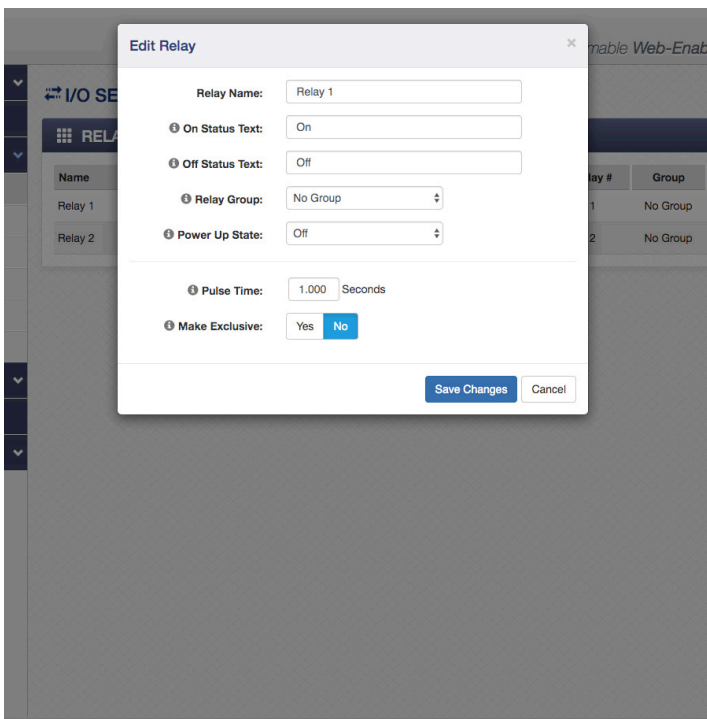 Edit Relay ×
mable Web-Enab
I/O SE
Relay Name: Relay 1
On Status Text: On
RELA
Off Status Text: Off
Name lay # Group
Relay Group: No Group
Relay 1 1 No Group
Power Up State: Off
Relay 2 2 No Group
Pulse Time: 1.000 Seconds
Make Exclusive: Yes No
Save Changes Cancel